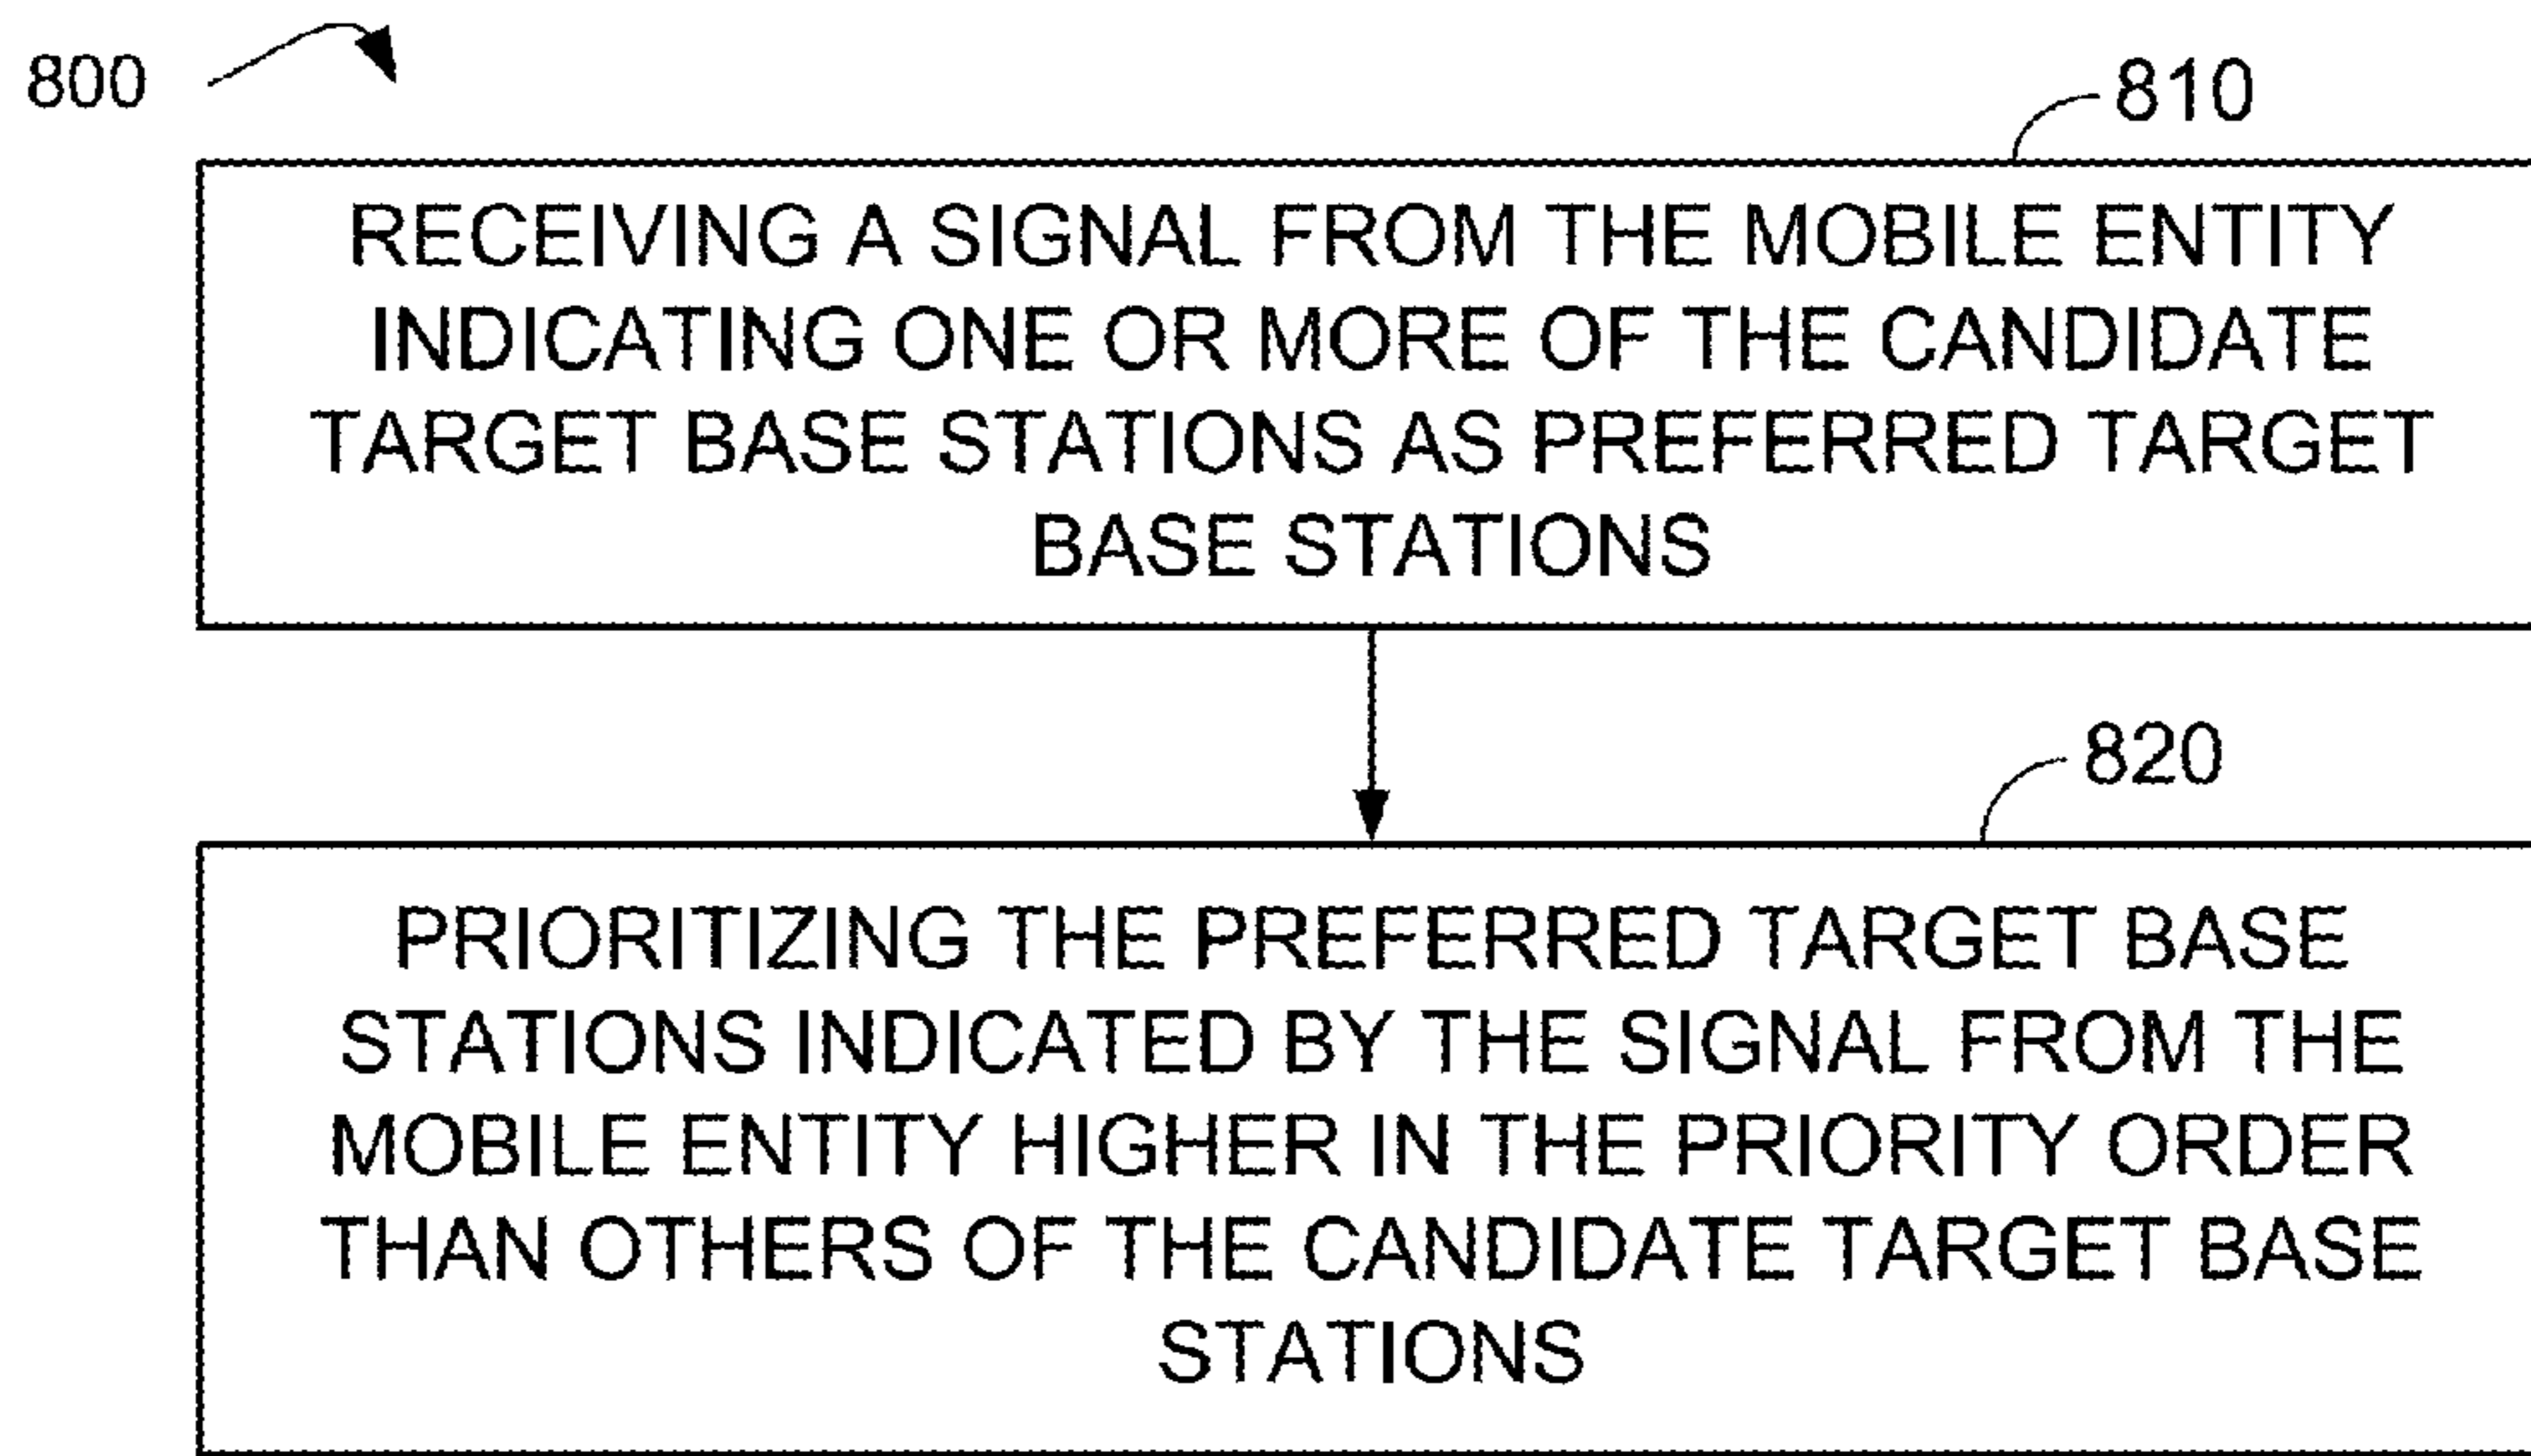 800
810
RECEIVING A SIGNAL FROM THE MOBILE ENTITY
INDICATING ONE OR MORE OF THE CANDIDATE
TARGET BASE STATIONS AS PREFERRED TARGET
BASE STATIONS
820
PRIORITIZING THE PREFERRED TARGET BASE
STATIONS INDICATED BY THE SIGNAL FROM THE
MOBILE ENTITY HIGHER IN THE PRIORITY ORDER
THAN OTHERS OF THE CANDIDATE TARGET BASE
STATIONS